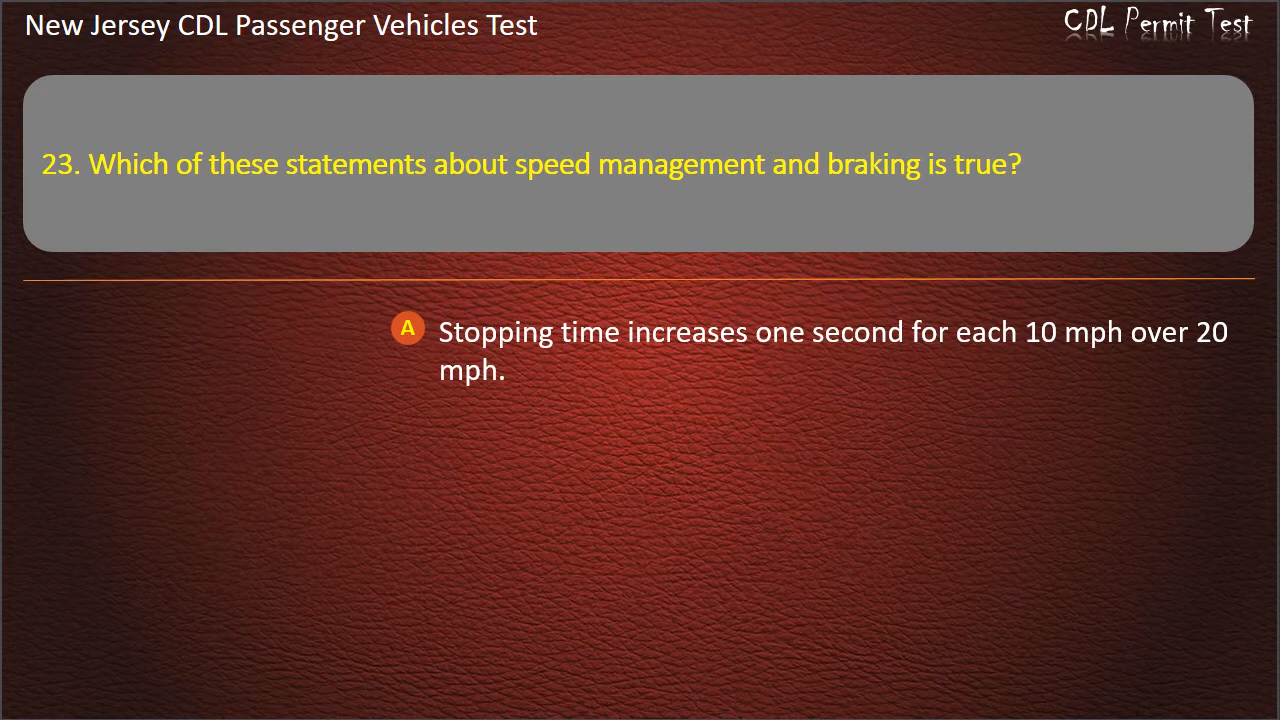 New Jersey CDL Passenger Vehicles Test
CDL Permit Test
23. Which of these statements about speed management and braking is true?
A Stopping time increases one second for each 10 mph over 20
mph.